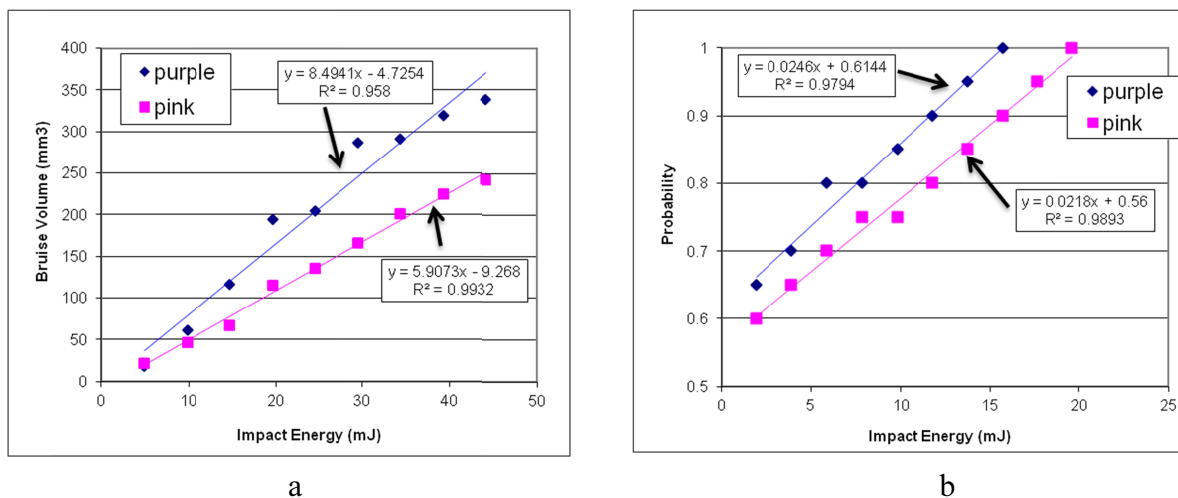 400
350
300
250
200
150
100
50
0
Bruise Volume (mm3)
purple
pink
y = 8.4941x - 4.7254
R² = 0.958
y = 5.9073x - 9.268
R² = 0.9932
0 10 20 30 40 50
Impact Energy (mJ)
a
1
0.9
0.8
0.7
0.6
0.5
Probability
y = 0.0246x + 0.6144
R² = 0.9794
purple
pink
y = 0.0218x + 0.56
R² = 0.9893
0 5 10 15 20 25
Impact Energy (mJ)
b